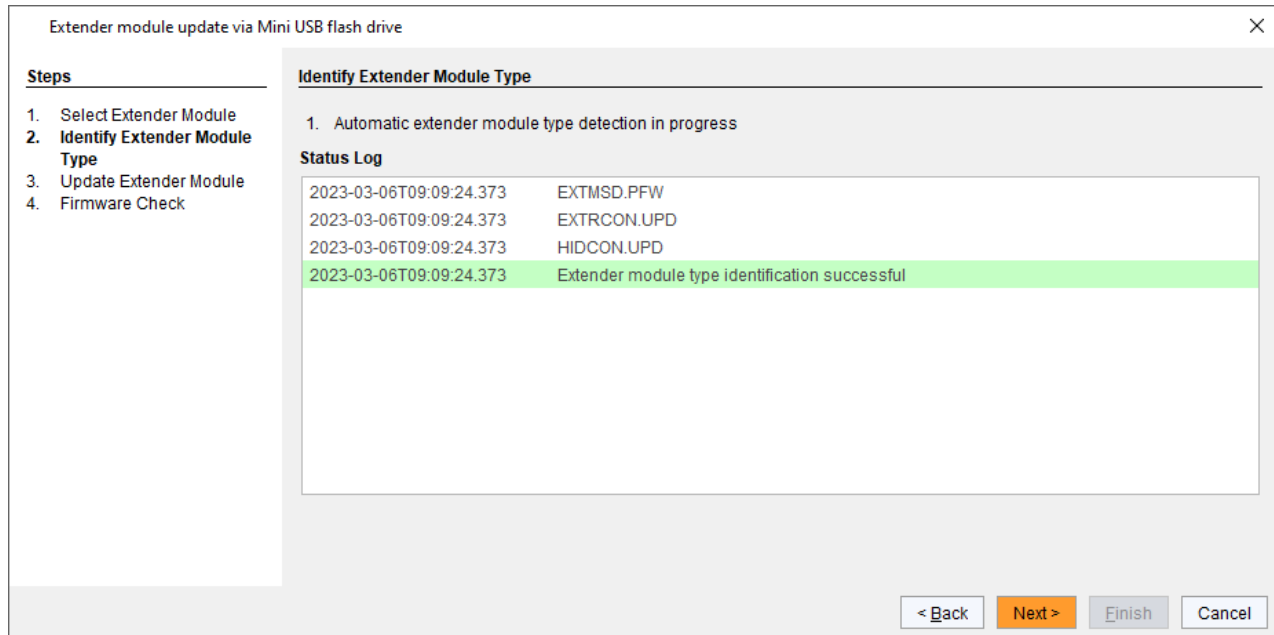 Extender module update via Mini USB flash drive
Steps
1. Select Extender Module
2. Identify Extender Module
Type
3. Update Extender Module
4. Firmware Check
Identify Extender Module Type
1. Automatic extender module type detection in progress
Status Log
2023-03-06T09:09:24.373 EXTMSD.PFW
2023-03-06T09:09:24.373 EXTRCON.UPD
2023-03-06T09:09:24.373 HIDCON.UPD
2023-03-06T09:09:24.373 Extender module type identification successful
< Back Next > Finish Cancel